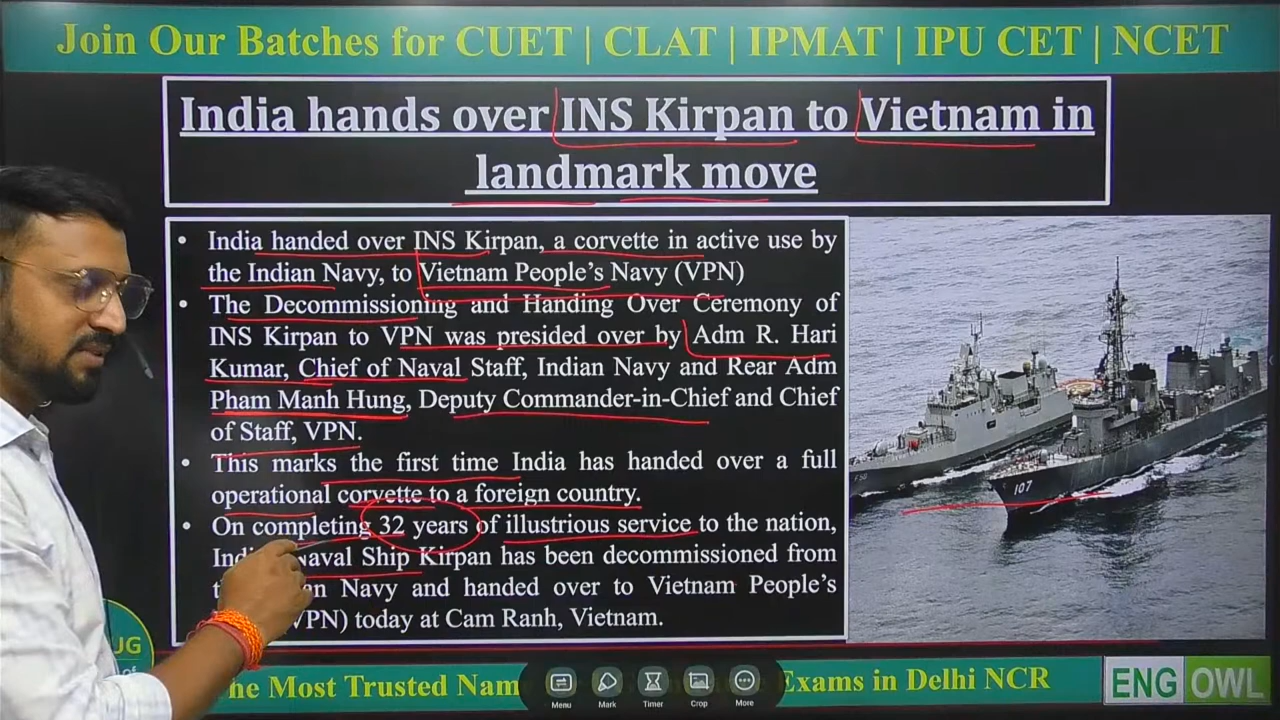 Join Our Batches for CUET | CLAT | IPMAT | IPU CET | NCET
India hands over INS Kirpan to Vietnam in
landmark move
• India handed over INS Kirpan, a corvette in active use by
the Indian Navy, to Vietnam People's Navy (VPN)
• The Decommissioning and Handing Over Ceremony of
INS Kirpan to VPN was presided over by Adm R. Hari
Kumar, Chief of Naval Staff, Indian Navy and Rear Adm
Pham Manh Hung, Deputy Commander-in-Chief and Chief
of Staff, VPN.
• This marks the first time India has handed over a full
operational corvette to a foreign country.
• On completing 32 years of illustrious service to the nation,
Naval Ship Kirpan has been decommissioned from
Navy and handed over to Vietnam People's
VPN) today at Cam Ranh, Vietnam.
107
UG
The Most Trusted Exams in Delhi NCR
Menu Mark Timer Crop More
ENG OWL